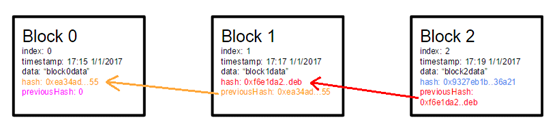 Block 0
index: 0
timestamp: 17:15 1/1/2017
data: "block0data"
hash: 0xea34ad...55
previousHash: 0
Block 1
index: 1
timestamp: 17:17 1/1/2017
data: "block1data"
hash: 0xf6e1da2..deb
previousHash: 0xea34ad...55
Block 2
index: 2
timestamp: 17:19 1/1/2017
data: "block2data"
hash: 0x9327eb1b...36a21
previousHash:
0xf6e1da2..deb